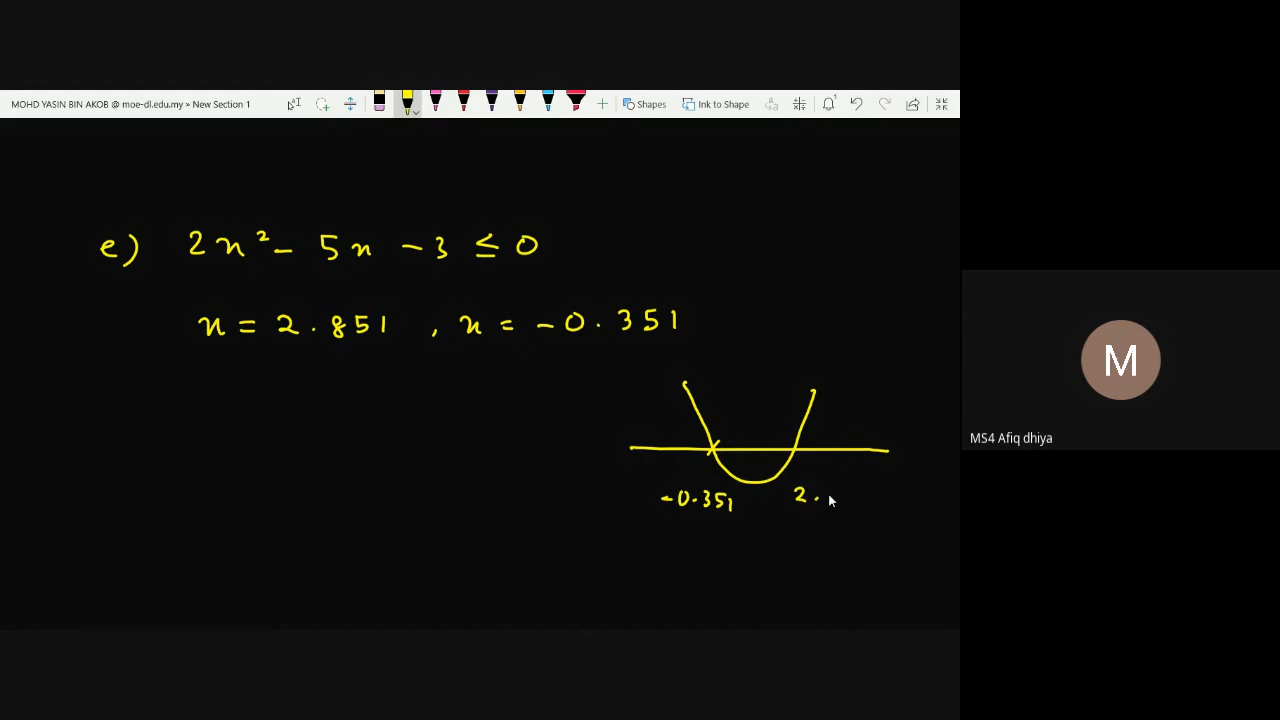 MOHD YASIN BIN AKOB @ moe-dl.edu.my » New Section 1
Shapes
Ink to Shape
e) 2x² - 5x - 3 ≤ 0
x = 2.851 , x = -0.351
-0.351 2.
M
MS4 Afiq dhiya